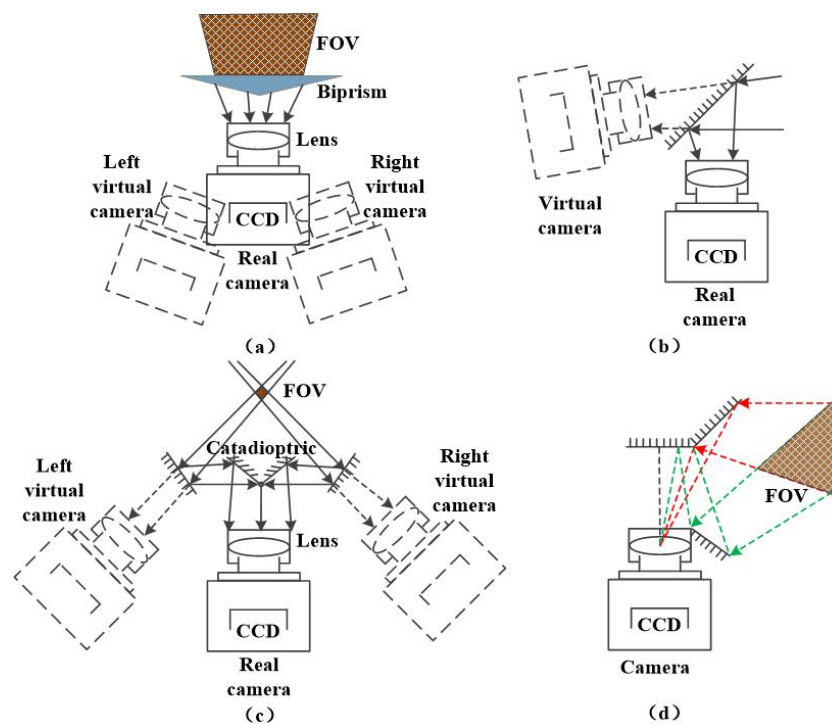 FOV
Biprism
Lens
Left
virtual
camera
Right
virtual
camera
CCD
Real
camera
(a)
Virtual
camera
CCD
Real
camera
(b)
FOV
Catadioptric
Left
virtual
camera
Right
virtual
camera
Lens
CCD
Real
camera
(c)
FOV
CCD
Camera
(d)